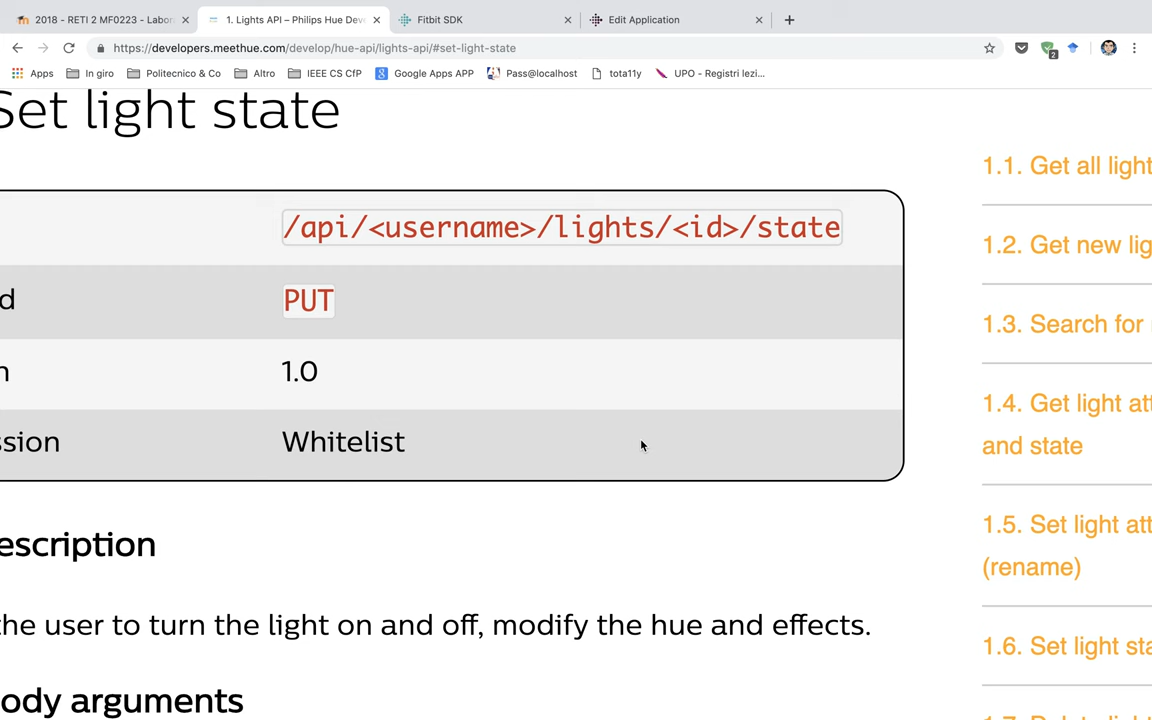 2018 - RETI 2 MF0223 - Labor
1. Lights API – Philips Hue Dev
Fitbit SDK
Edit Application
https://developers.meethue.com/develop/hue-api/lights-api/#set-light-state
2
Apps
In giro
Politecnico & Co
Altro
IEEE CS CfP
Google Apps APP
Pass@localhost
tota11y
UPO - Registri lezi...
Set light state
/api/<username>/lights/<id>/state
d
PUT
n
1.0
ssion
Whitelist
escription
the user to turn the light on and off, modify the hue and effects.
ody arguments
1.1. Get all light
1.2. Get new lig
1.3. Search for
1.4. Get light att
and state
1.5. Set light att
(rename)
1.6. Set light sta